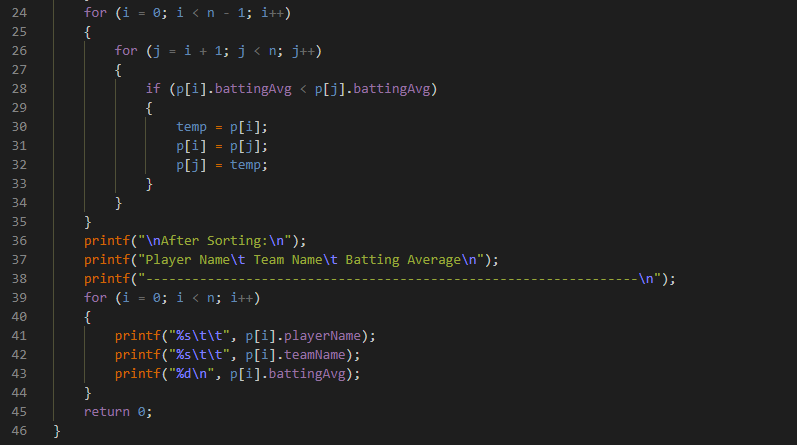 24 for (i = 0; i < n - 1; i++)
25 {
26 for (j = i + 1; j < n; j++)
27 {
28 if (p[i].battingAvg < p[j].battingAvg)
29 {
30 temp = p[i];
31 p[i] = p[j];
32 p[j] = temp;
33 }
34 }
35 }
36 printf("\nAfter Sorting:\n");
37 printf("Player Name\t Team Name\t Batting Average\n");
38 printf("----------------------------------------------------------------\n");
39 for (i = 0; i < n; i++)
40 {
41 printf("%s\t\t", p[i].playerName);
42 printf("%s\t\t", p[i].teamName);
43 printf("%d\n", p[i].battingAvg);
44 }
45 return 0;
46 }